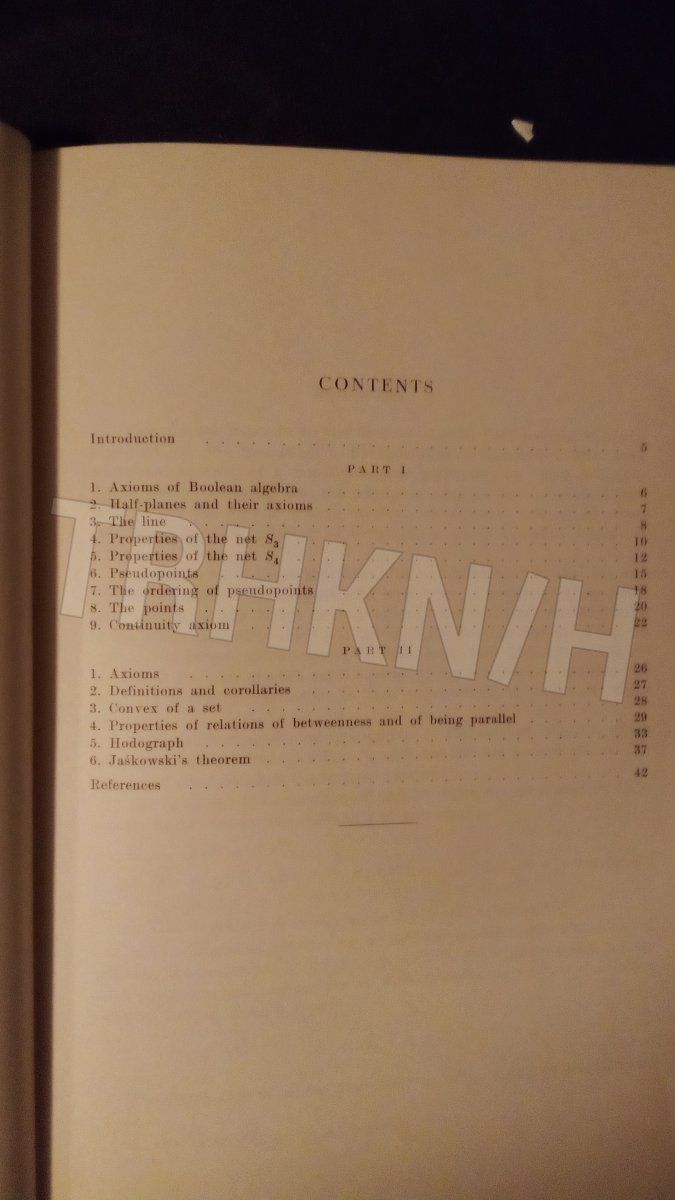 CONTENTS
Introduction . . . . . . . . . . . . . . . . . . . . . . . . . . . . 5
PART I
1. Axioms of Boolean algebra . . . . . . . . . . . . . . . . . . . . 6
2. Half-planes and their axioms . . . . . . . . . . . . . . . . . . . 7
3. The line . . . . . . . . . . . . . . . . . . . . . . . . . . . . 8
4. Properties of the net S₃ . . . . . . . . . . . . . . . . . . . . . 10
5. Properties of the net S₄ . . . . . . . . . . . . . . . . . . . . . 12
6. Pseudopoints . . . . . . . . . . . . . . . . . . . . . . . . . . 15
7. The ordering of pseudopoints . . . . . . . . . . . . . . . . . . . 18
8. The points . . . . . . . . . . . . . . . . . . . . . . . . . . . 20
9. Continuity axiom . . . . . . . . . . . . . . . . . . . . . . . . 22
TRHKN/H
PART II
1. Axioms . . . . . . . . . . . . . . . . . . . . . . . . . . . . . 26
2. Definitions and corollaries . . . . . . . . . . . . . . . . . . . . 27
3. Convex of a set . . . . . . . . . . . . . . . . . . . . . . . . . 28
4. Properties of relations of betweenness and of being parallel . . . . . . 29
5. Hodograph . . . . . . . . . . . . . . . . . . . . . . . . . . . 33
6. Jaśkowski's theorem . . . . . . . . . . . . . . . . . . . . . . . 37
References . . . . . . . . . . . . . . . . . . . . . . . . . . . . 42